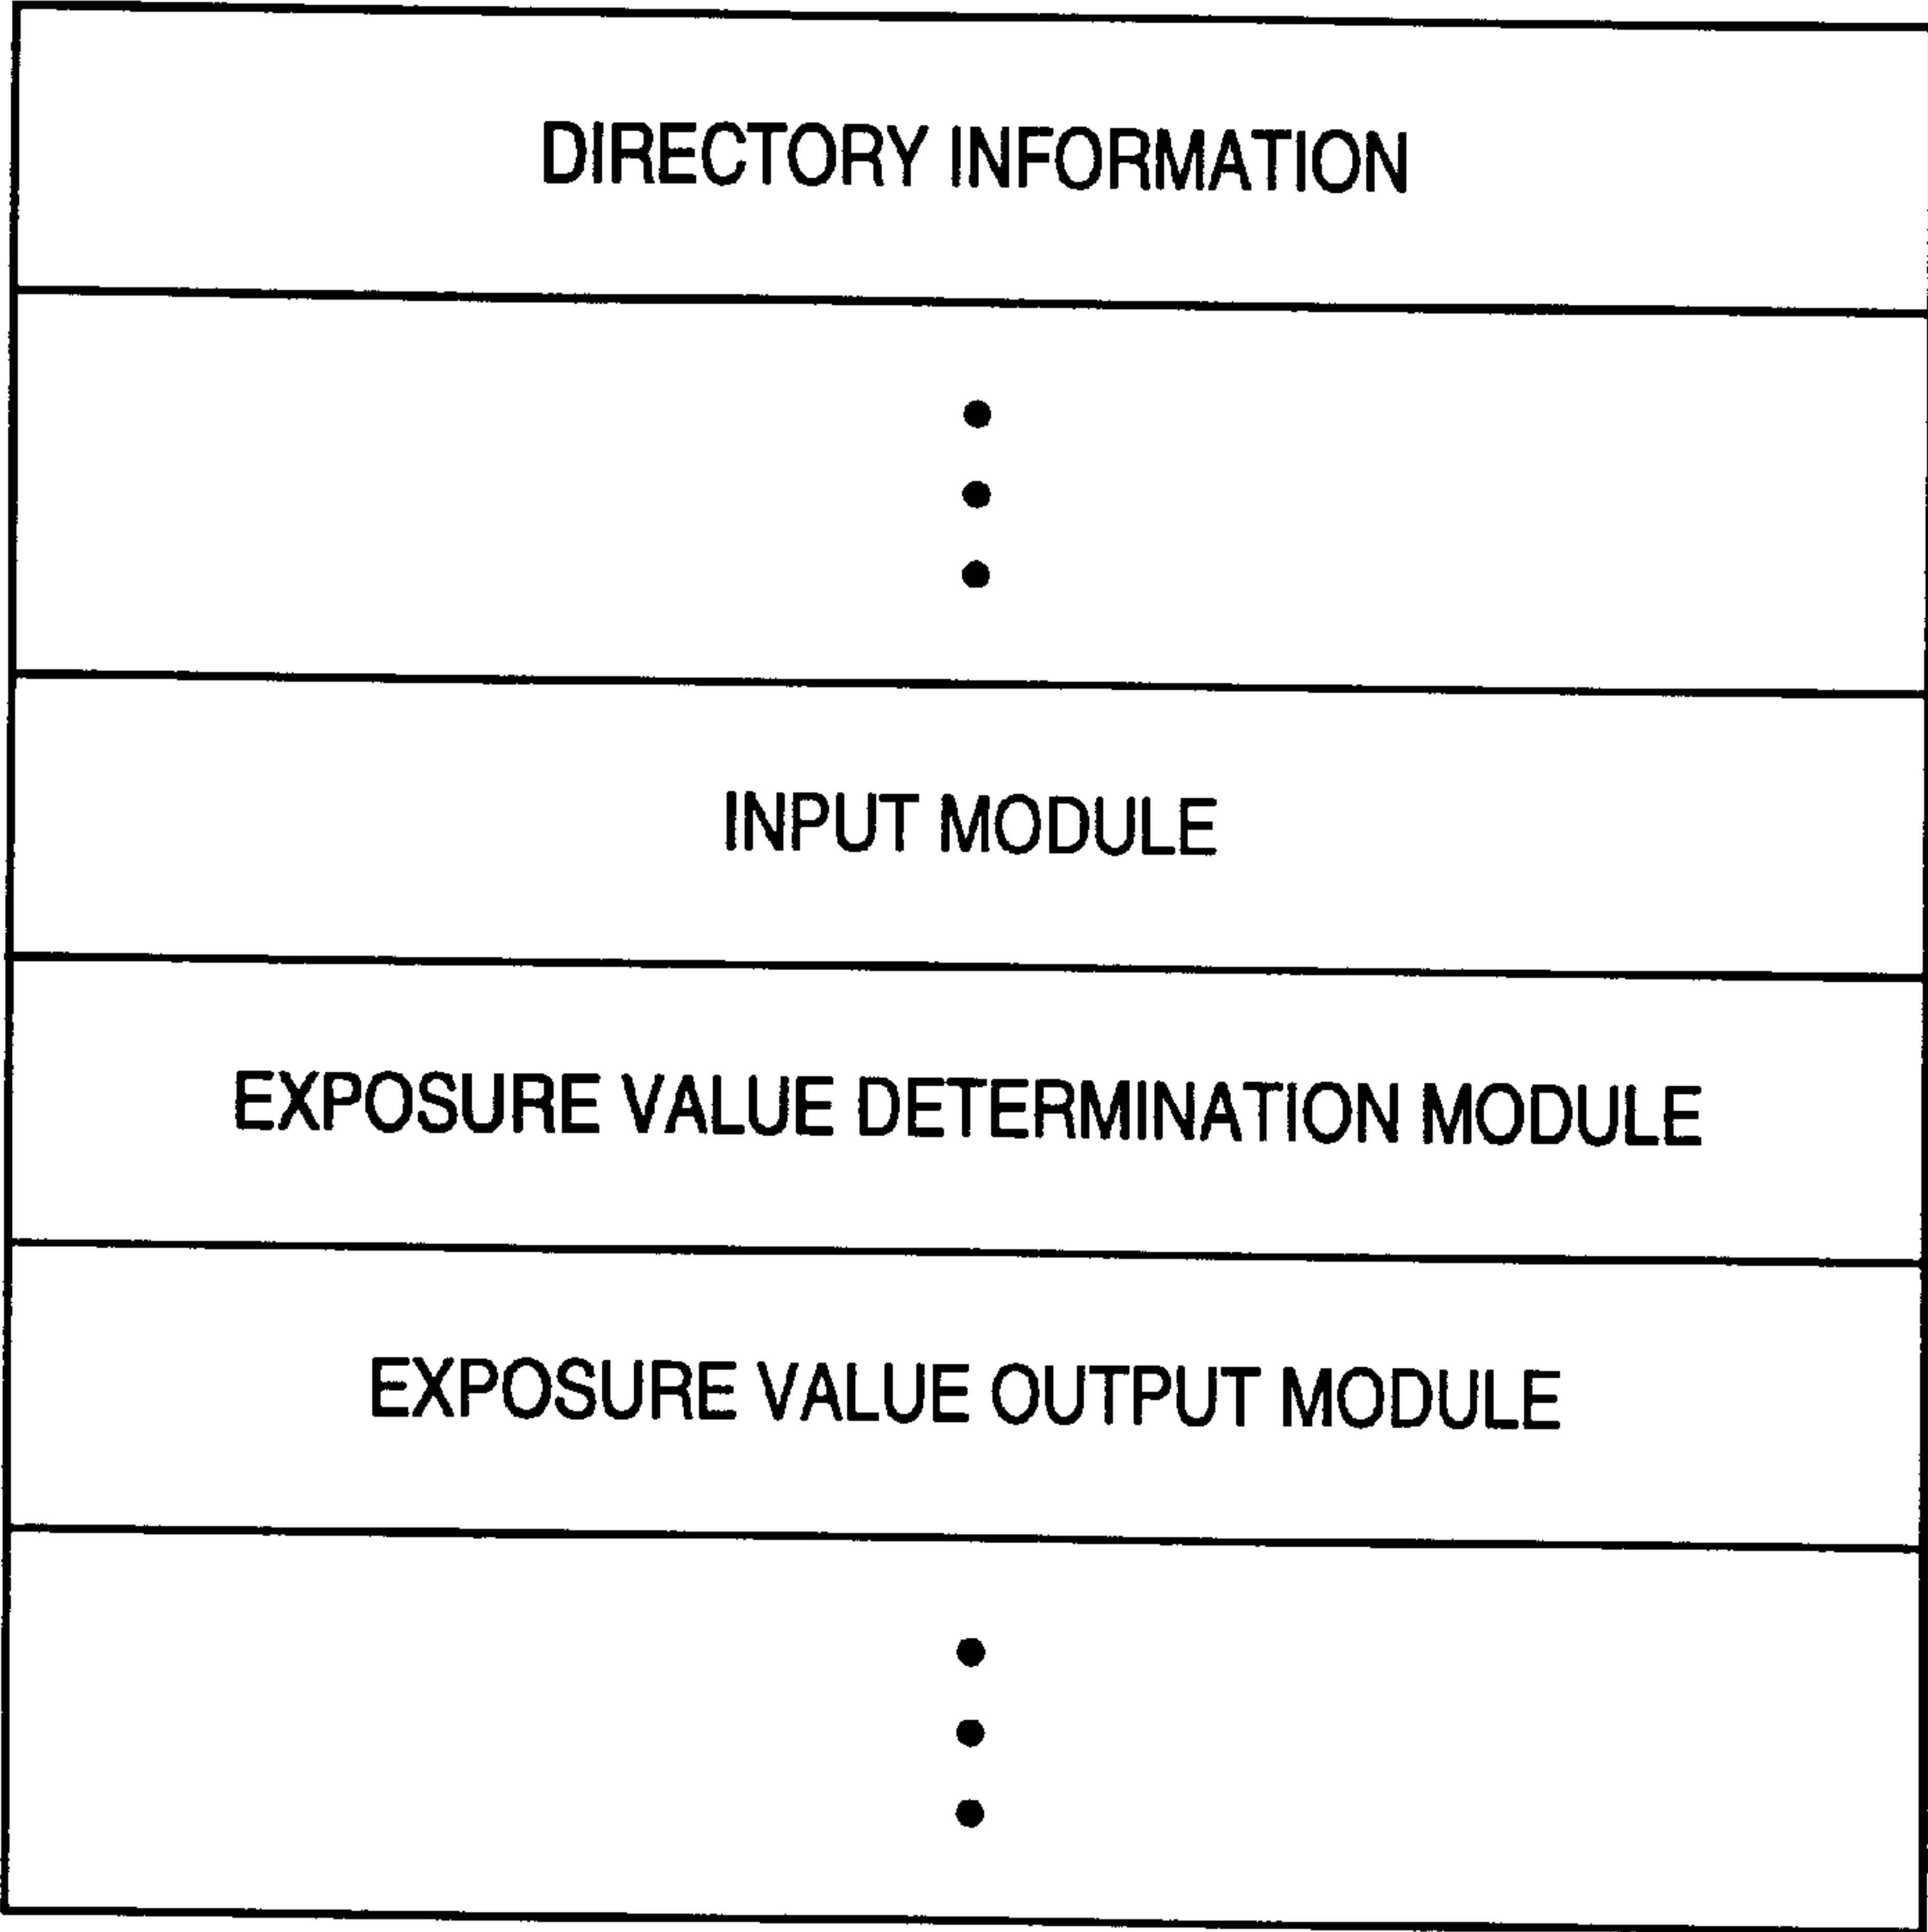 DIRECTORY INFORMATION
INPUT MODULE
EXPOSURE VALUE DETERMINATION MODULE
EXPOSURE VALUE OUTPUT MODULE